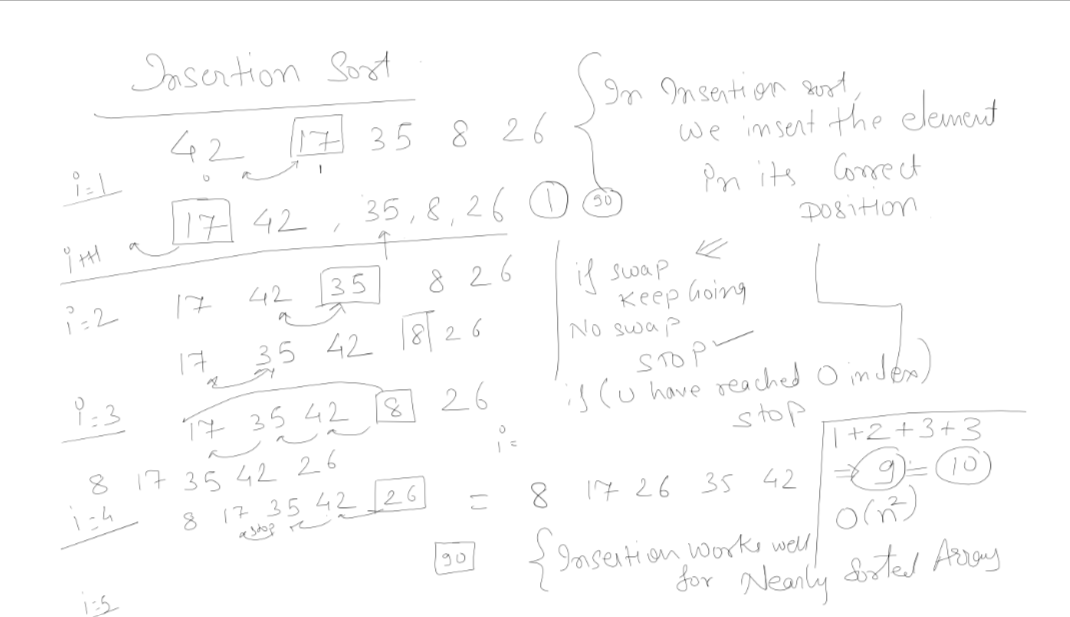 Insertion Sort
42 17 35 8 26
0 1
i=1
17 42 , 35, 8, 26 1 90
i++
In Insertion sort,
we insert the element
in its Correct
position
i=2
17 42 35 8 26
17 35 42 8 26
if swap
keep Going
No swap
STOP
if (u have reached 0 index)
stop
i=3
17 35 42 8 26
8 17 35 42 26
i=
i=4
8 17 35 42 26 = 8 17 26 35 42
stop
1+2+3+3
=> 9 = 10
O(n²)
90
Insertion works well
for Nearly Sorted Array
i=5